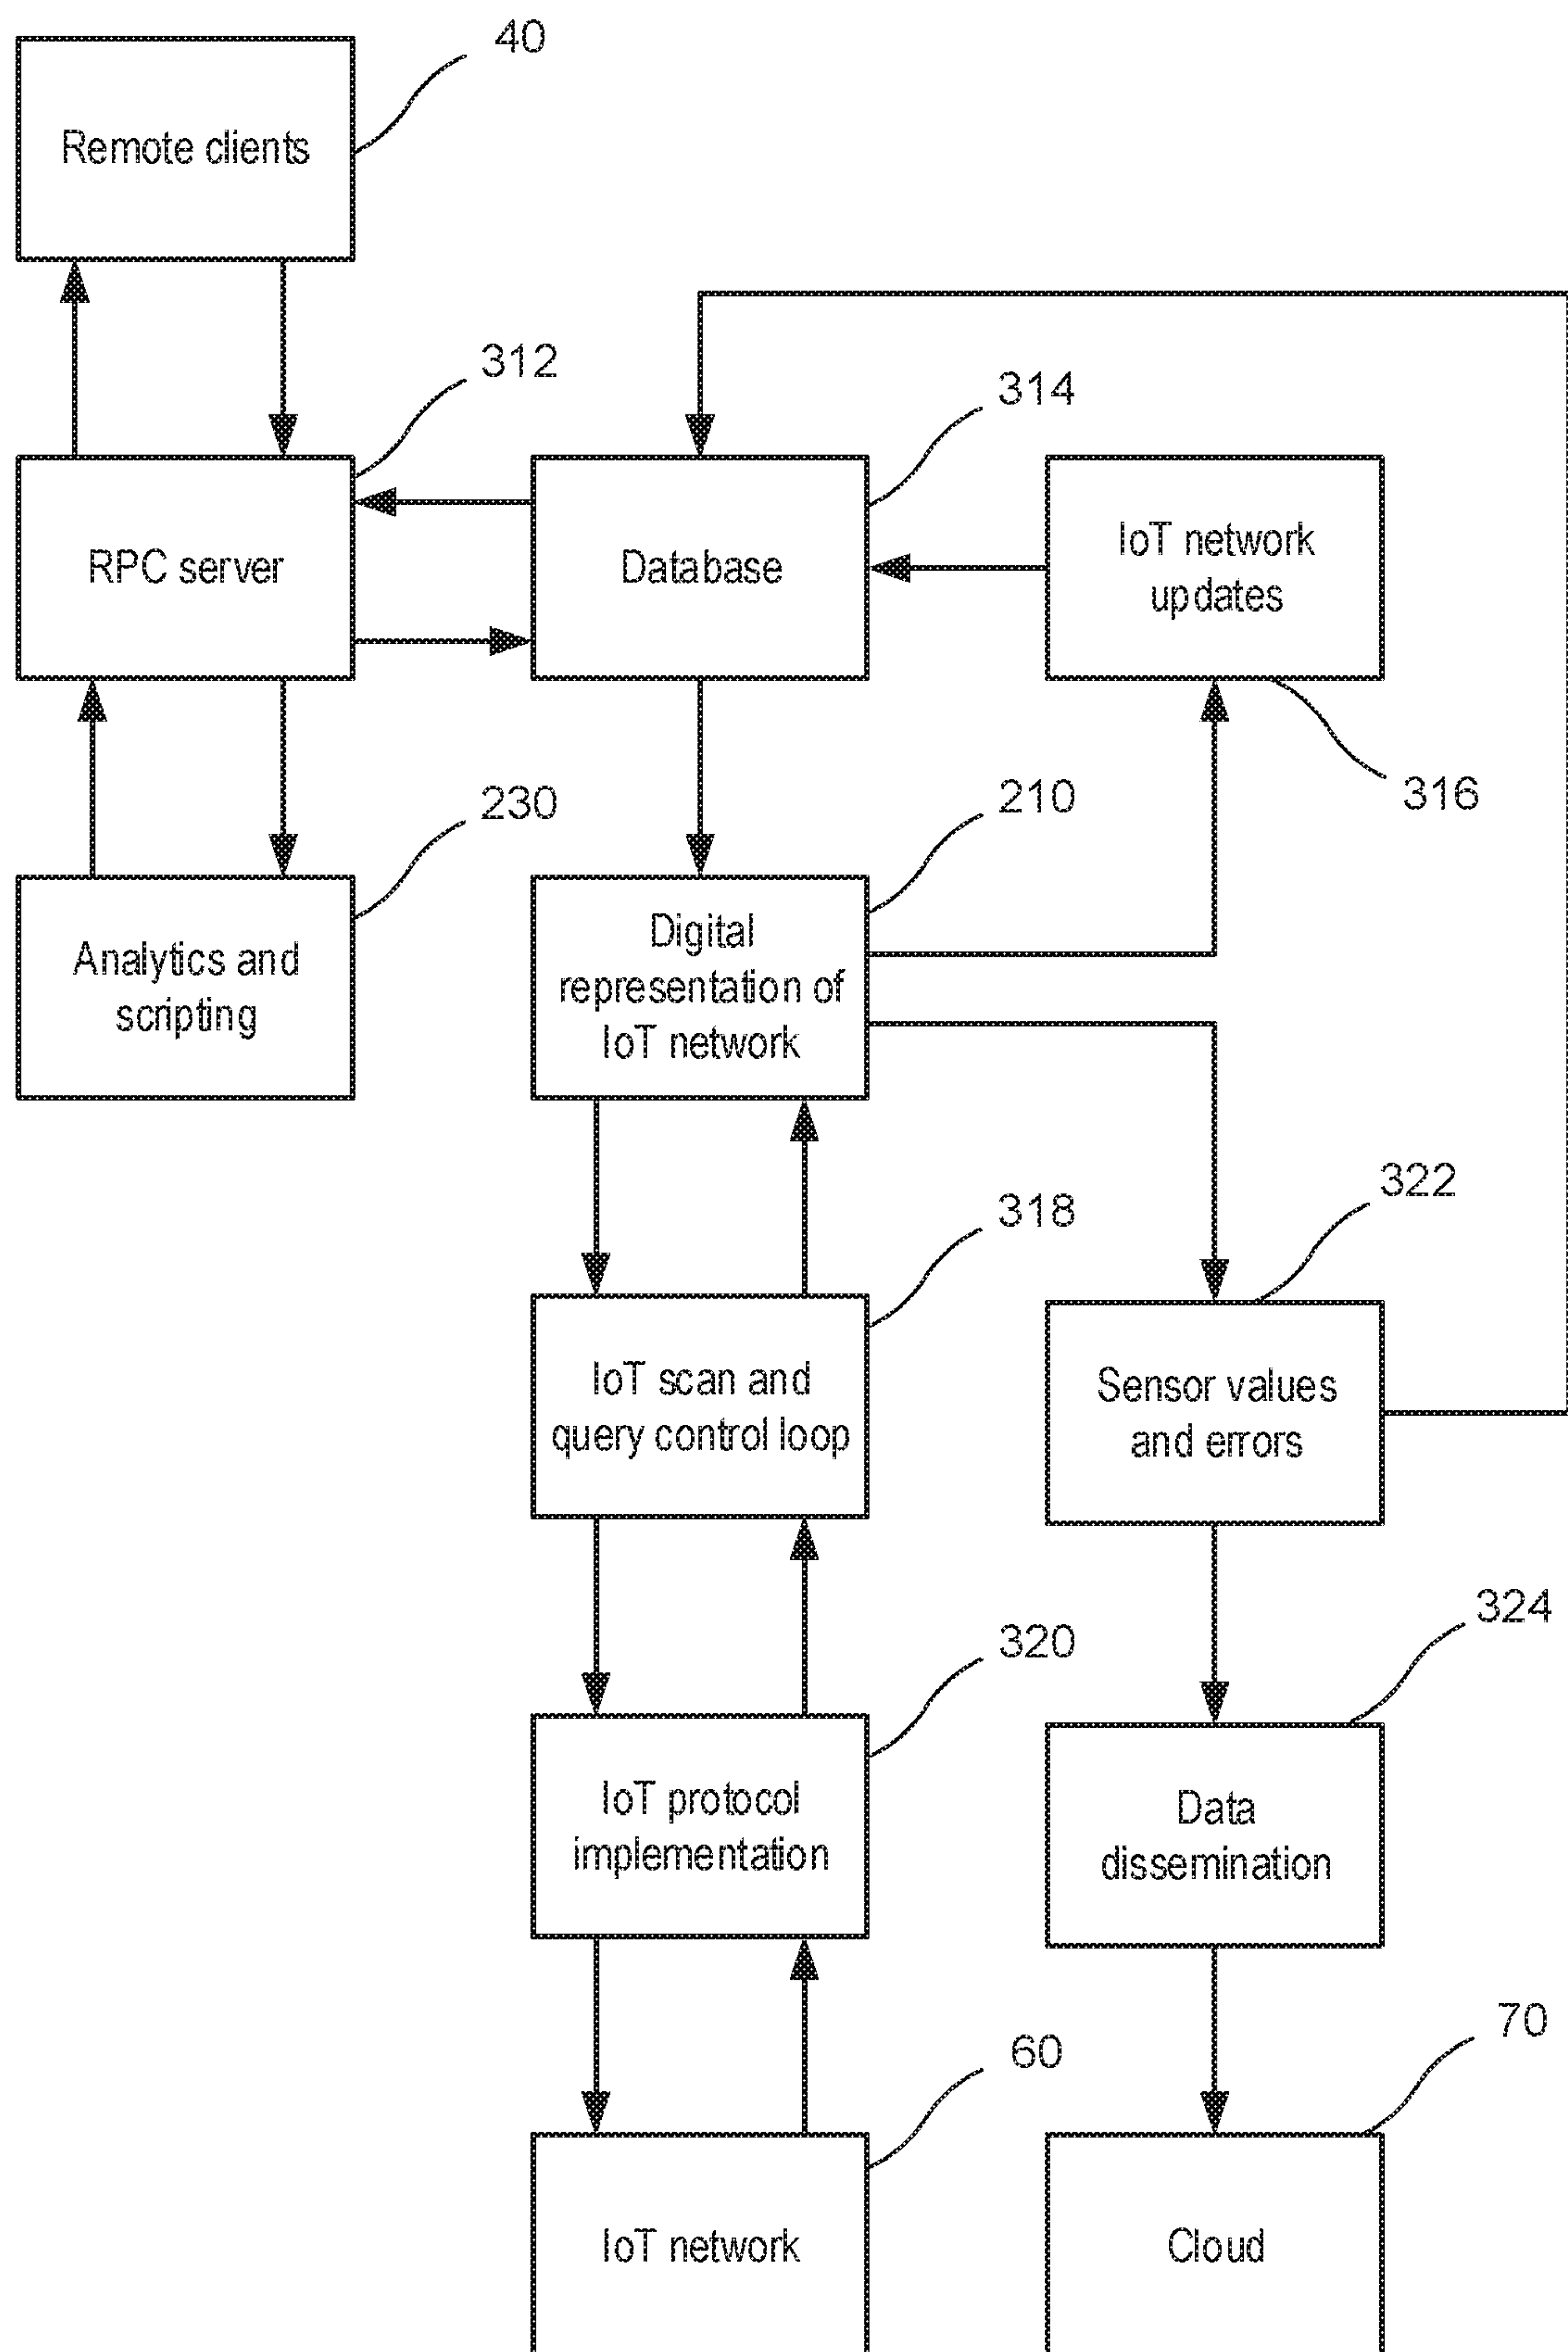 40
Remote clients
312
314
RPC server
Database
IoT network
updates
316
230
210
Analytics and
scripting
Digital
representation of
IoT network
318
322
IoT scan and
query control loop
Sensor values
and errors
320
324
IoT protocol
implementation
Data
dissemination
60
70
IoT network
Cloud